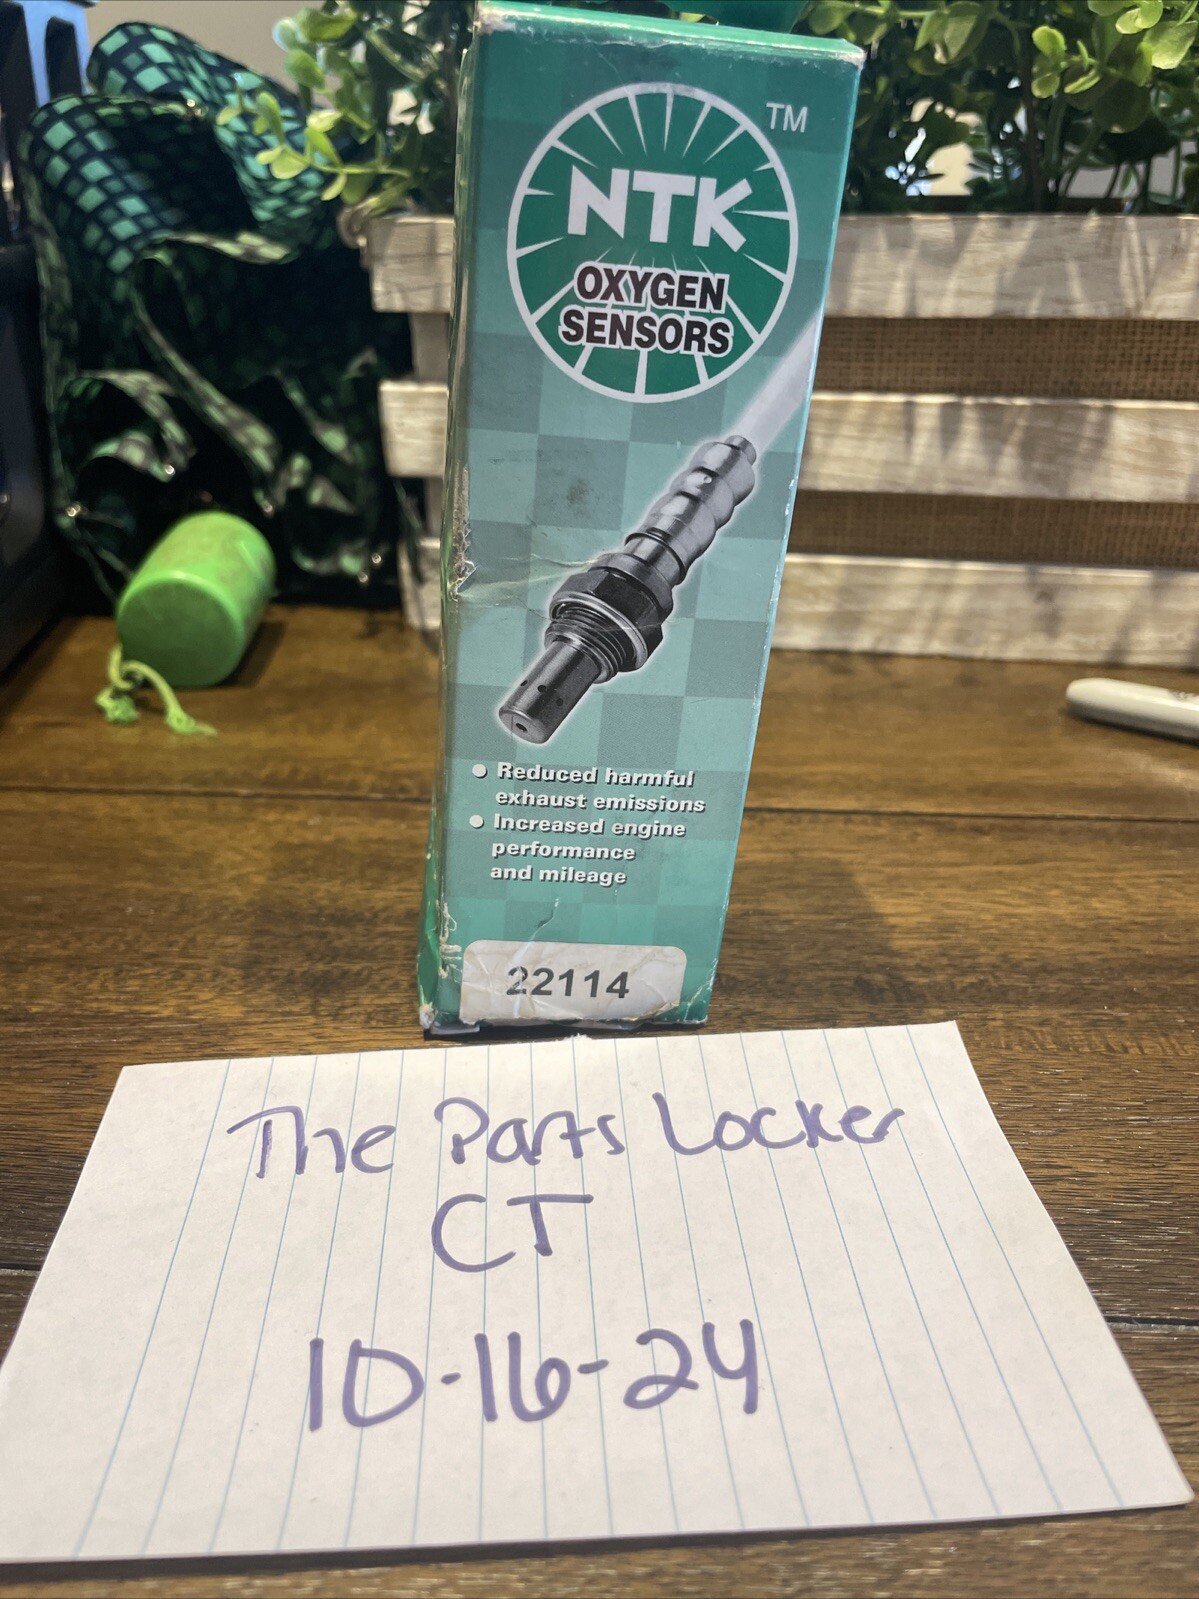 TM
NTK
OXYGEN
SENSORS
• Reduced harmful
exhaust emissions
• Increased engine
performance
and mileage
22114
The Parts Locker
CT
10-16-24